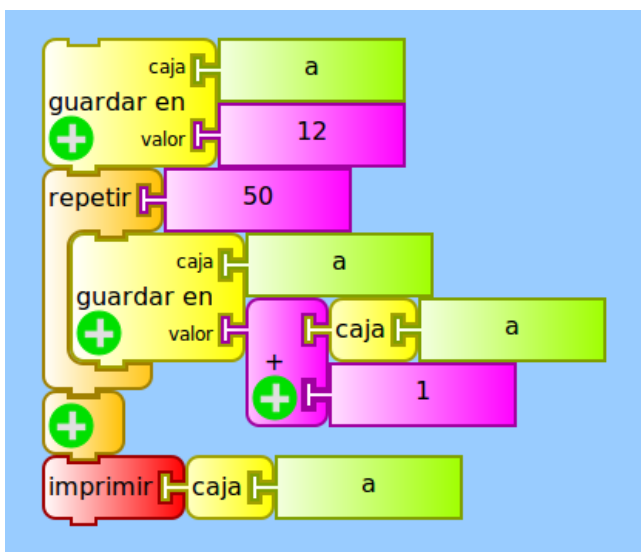 caja a
guardar en
valor 12
repetir 50
caja a
guardar en
valor caja a
+
1
imprimir caja a